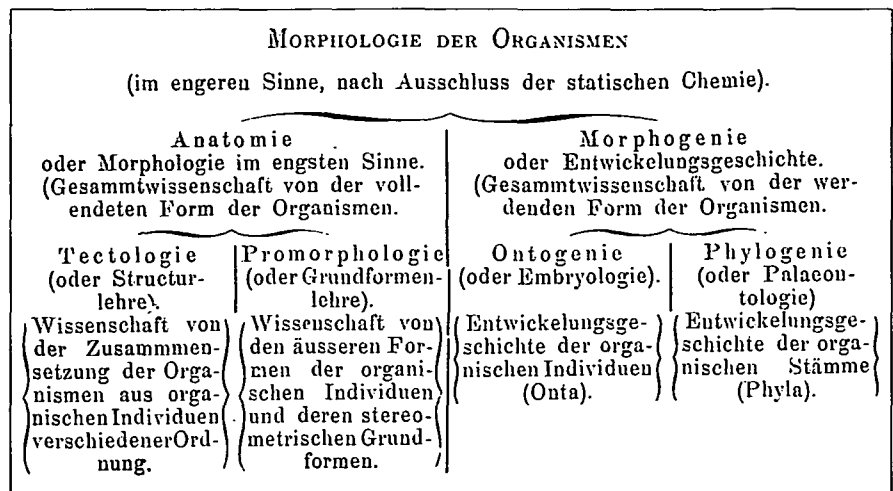 MORPHOLOGIE DER ORGANISMEN
(im engeren Sinne, nach Ausschluss der statischen Chemie).
Anatomie
oder Morphologie im engsten Sinne.
(Gesammtwissenschaft von der voll-
endeten Form der Organismen.
Morphogenie
oder Entwickelungsgeschichte.
(Gesammtwissenschaft von der wer-
denden Form der Organismen.
Tectologie
(oder Structur-
lehre).
Wissenschaft von
der Zusammmen-
setzung der Orga-
nismen aus orga-
nischen Individuen
verschiedener Ord-
nung.
Promorphologie
(oder Grundformen-
lehre).
Wissenschaft von
den äusseren For-
men der organi-
schen Individuen
und deren stereo-
metrischen Grund-
formen.
Ontogenie
(oder Embryologie).
Entwickelungsge-
schichte der orga-
nischen Individuen
(Onta).
Phylogenie
(oder Palaeon-
tologie)
Entwickelungsge-
schichte der orga-
nischen Stämme
(Phyla).